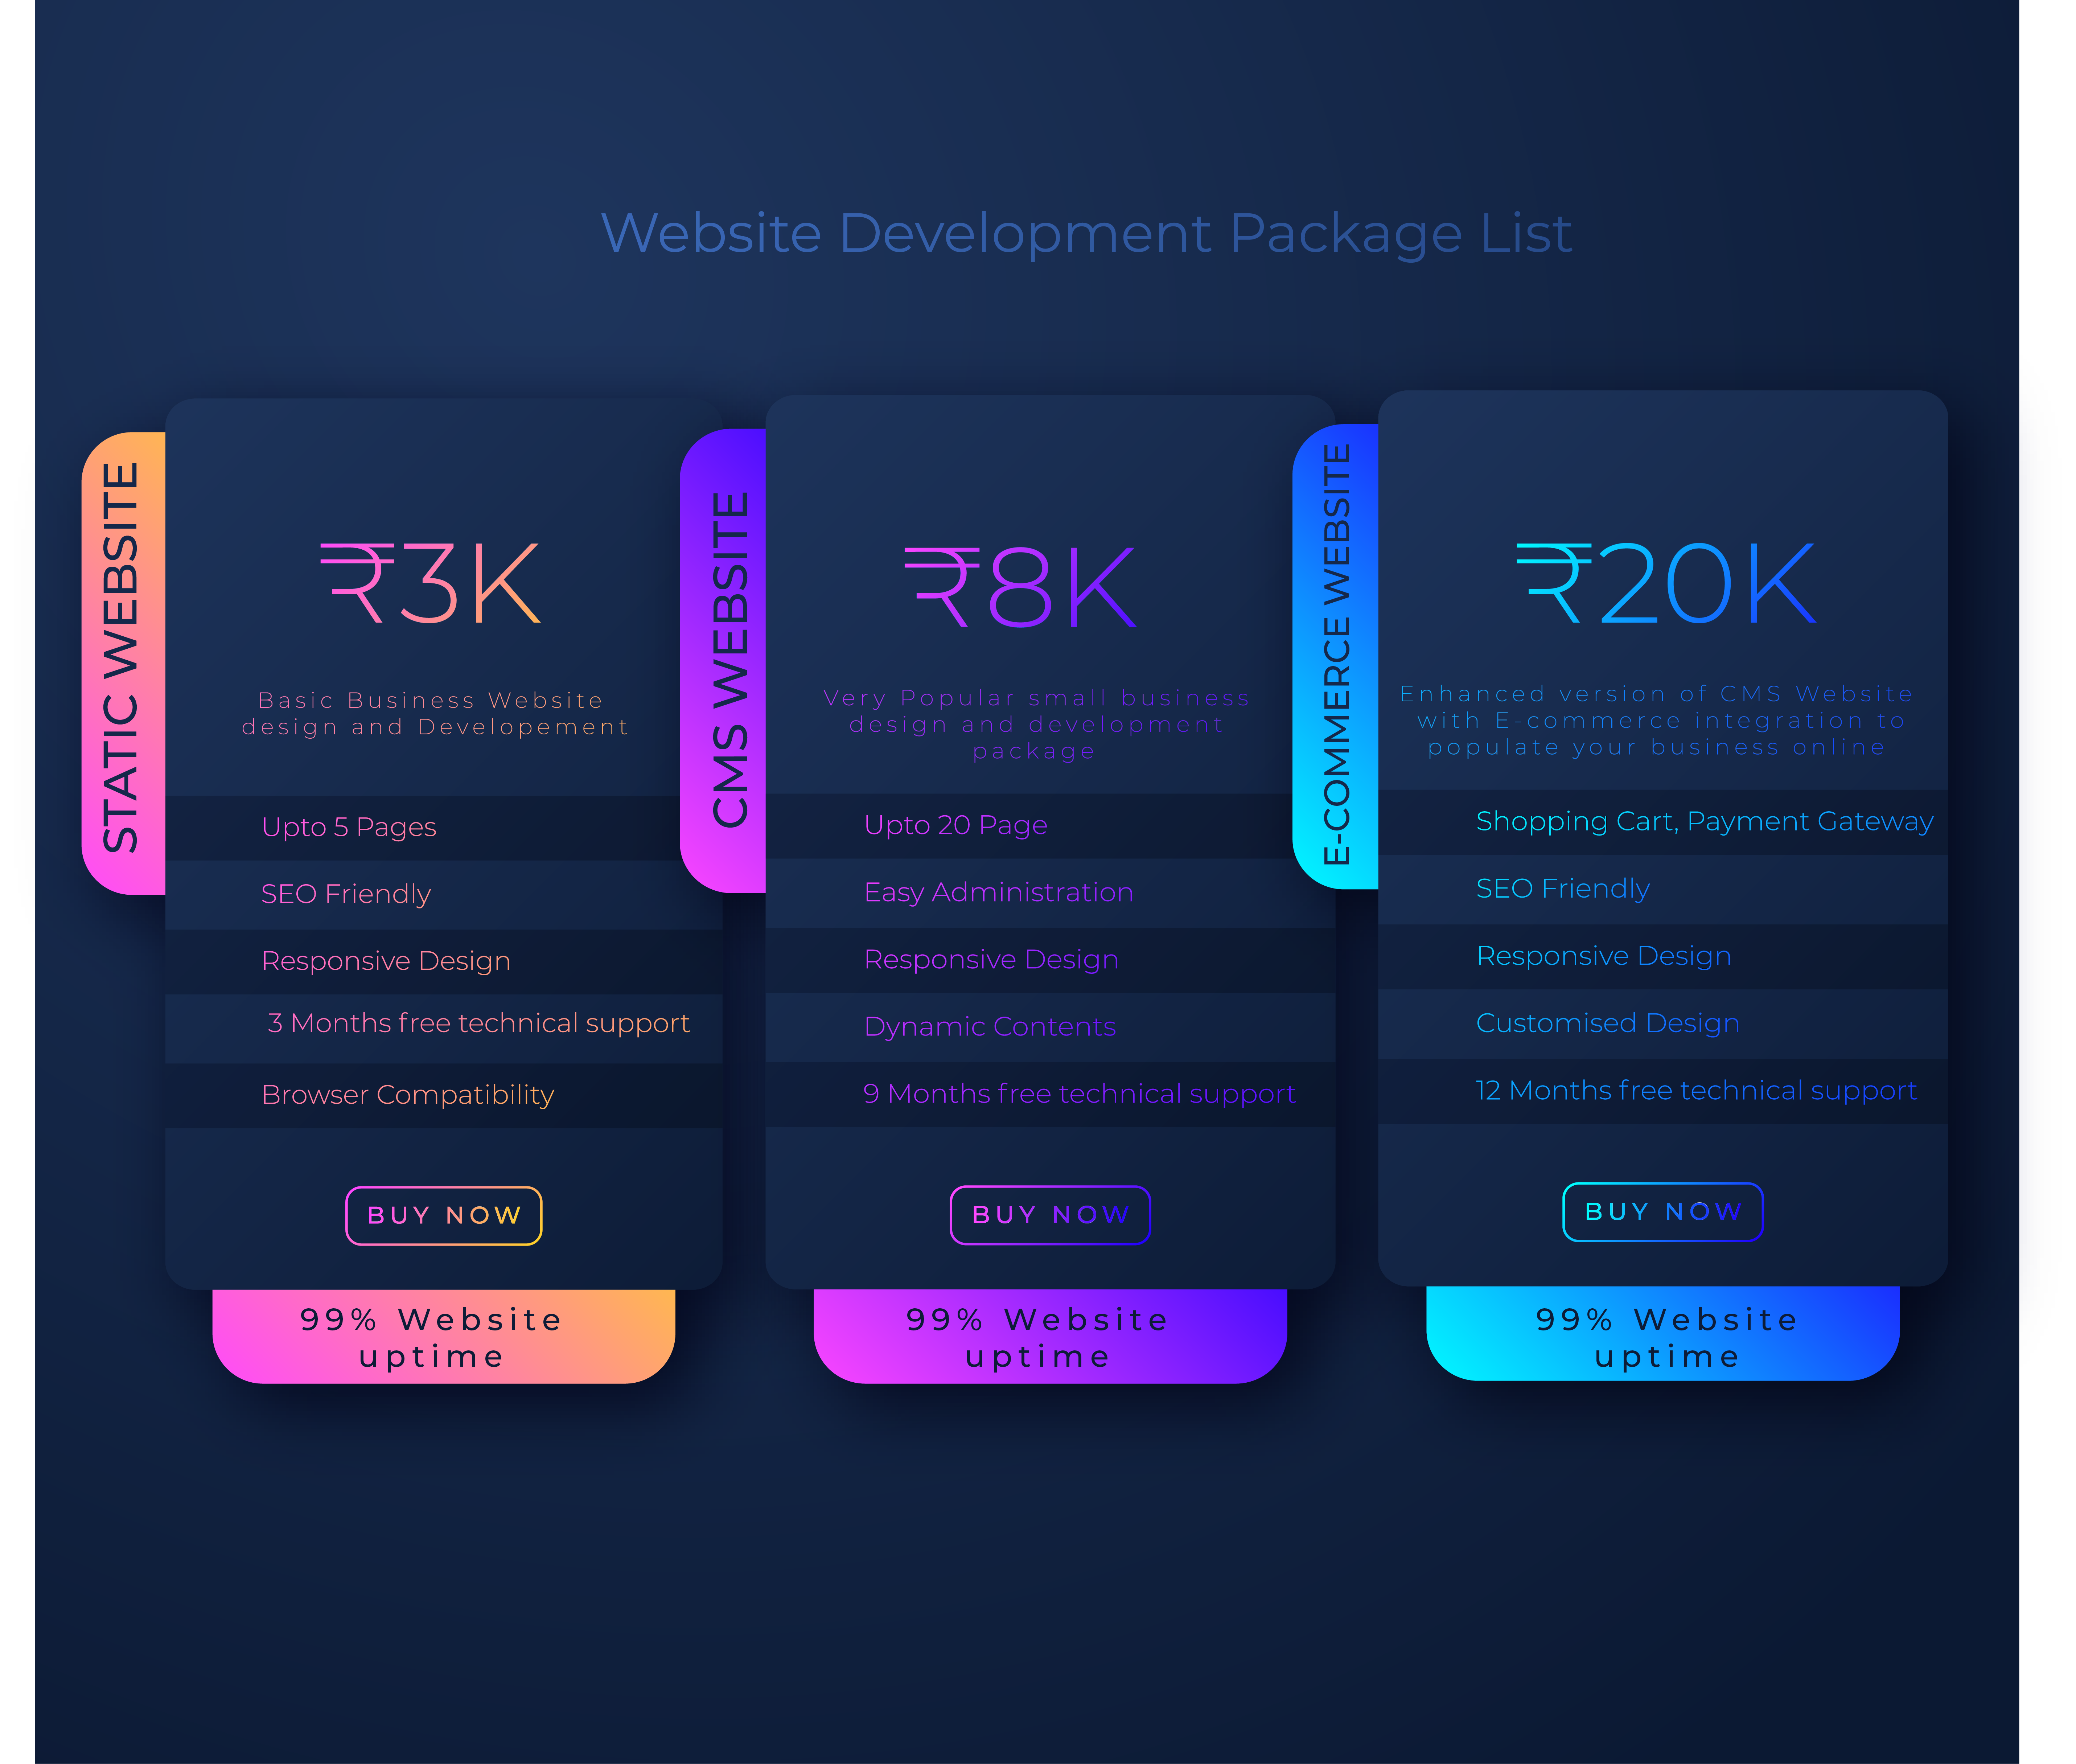 Website Development Package List
STATIC WEBSITE
₹3K
Basic Business Website
design and Developement
Upto 5 Pages
SEO Friendly
Responsive Design
3 Months free technical support
Browser Compatibility
BUY NOW
99% Website
uptime
CMS WEBSITE
₹8K
Very Popular small business
design and development
package
Upto 20 Page
Easy Administration
Responsive Design
Dynamic Contents
9 Months free technical support
BUY NOW
99% Website
uptime
E-COMMERCE WEBSITE
₹20K
Enhanced version of CMS Website
with E-commerce integration to
populate your business online
Shopping Cart, Payment Gateway
SEO Friendly
Responsive Design
Customised Design
12 Months free technical support
BUY NOW
99% Website
uptime